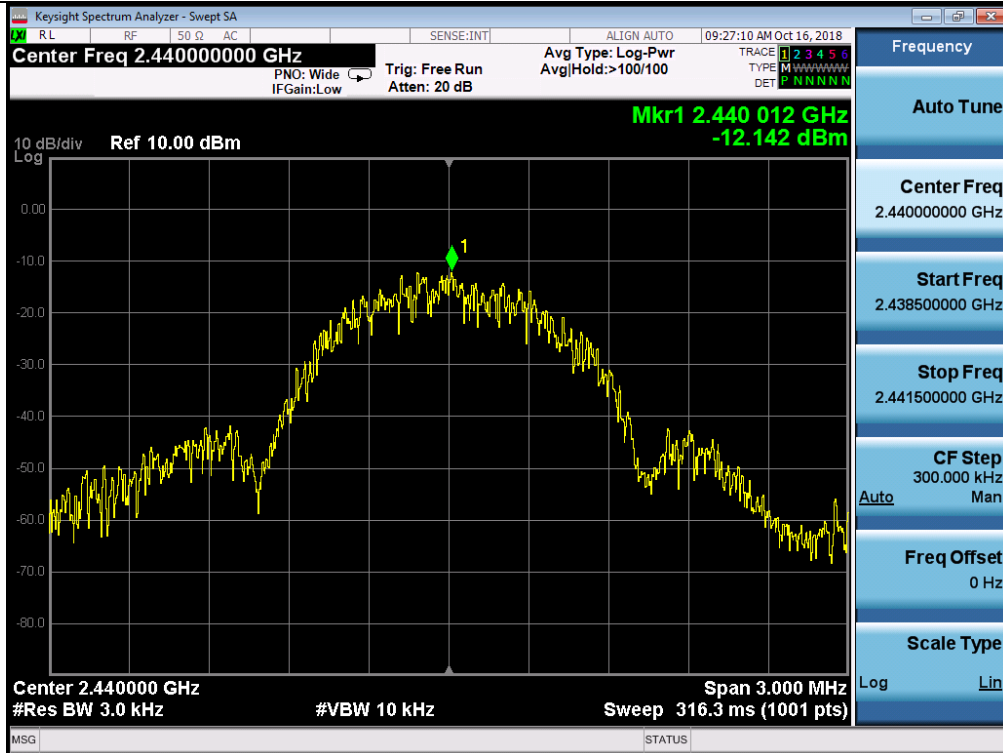 Keysight Spectrum Analyzer - Swept SA
LXI RL RF 50 Ω AC SENSE:INT ALIGN AUTO 09:27:10 AM Oct 16, 2018
Center Freq 2.440000000 GHz
PNO: Wide
IFGain:Low
Trig: Free Run
Atten: 20 dB
Avg Type: Log-Pwr
Avg|Hold:>100/100
TRACE 1 2 3 4 5 6
TYPE M WWWWW
DET P N N N N N
Mkr1 2.440 012 GHz
-12.142 dBm
10 dB/div Ref 10.00 dBm
Log
1
0.00
-10.0
-20.0
-30.0
-40.0
-50.0
-60.0
-70.0
-80.0
Center 2.440000 GHz Span 3.000 MHz
#Res BW 3.0 kHz #VBW 10 kHz Sweep 316.3 ms (1001 pts)
MSG STATUS
Frequency
Auto Tune
Center Freq
2.440000000 GHz
Start Freq
2.438500000 GHz
Stop Freq
2.441500000 GHz
CF Step
300.000 kHz
Auto Man
Freq Offset
0 Hz
Scale Type
Log Lin